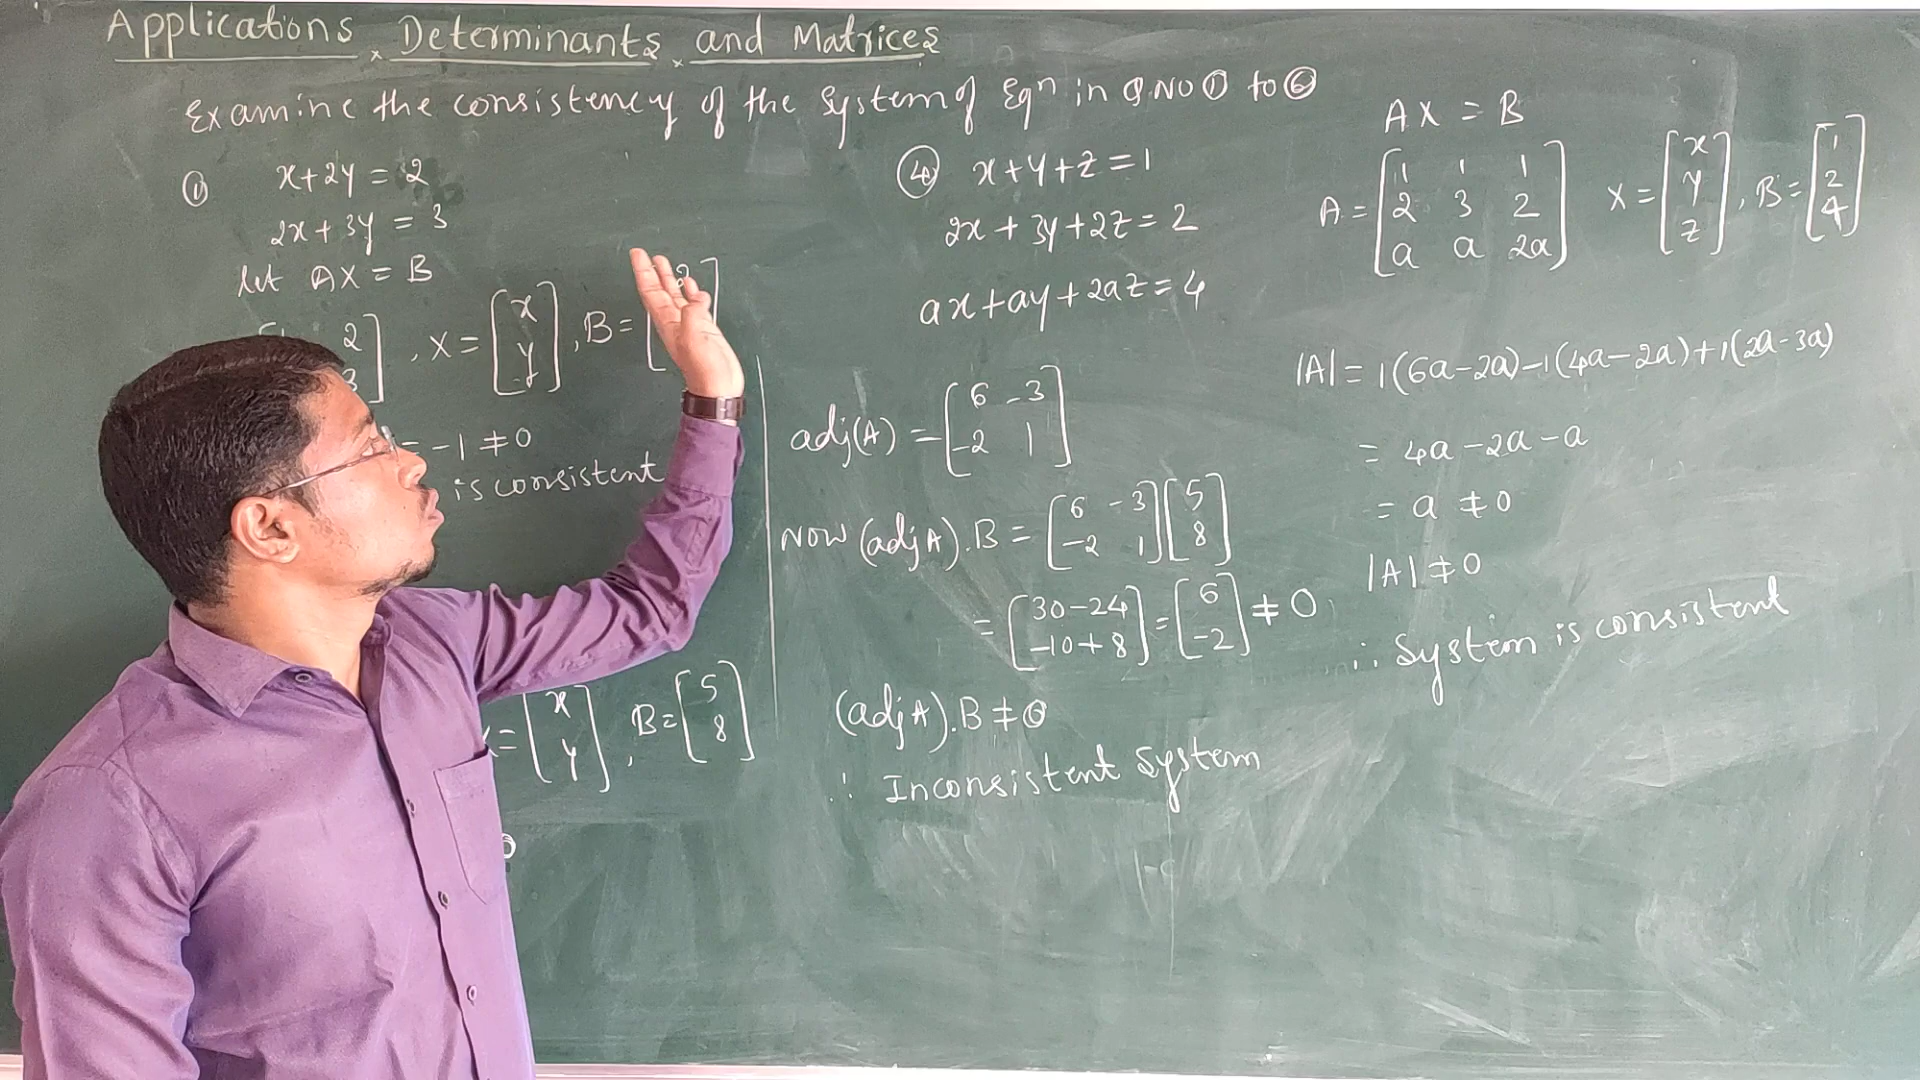 Applications × Determinants × and Matrices
Examine the consistency of the System of Eqn in Q No ① to ⑥
① x+2y = 2
2x+3y = 3
let AX = B
2
3 ] , X = [ x
y ] , B = [ 2
= -1 ≠ 0
is consistent
= [ x
y ] , B = [ 5
8 ]
adj(A) = [ 6 -3
-2 1 ]
NOW (adj A).B = [ 6 -3
-2 1 ] [ 5
8 ]
= [ 30-24
-10+8 ] = [ 6
-2 ] ≠ 0
(adj A).B ≠ 0
∴ Inconsistent System
④ x+y+z = 1
2x + 3y + 2z = 2
ax + ay + 2az = 4
AX = B
A = [ 1 1 1
2 3 2
a a 2a ] X = [ x
y
z ] , B = [ 1
2
4 ]
|A| = 1(6a-2a)-1(4a-2a)+1(2a-3a)
= 4a - 2a - a
= a ≠ 0
|A| ≠ 0
∴ System is consistent